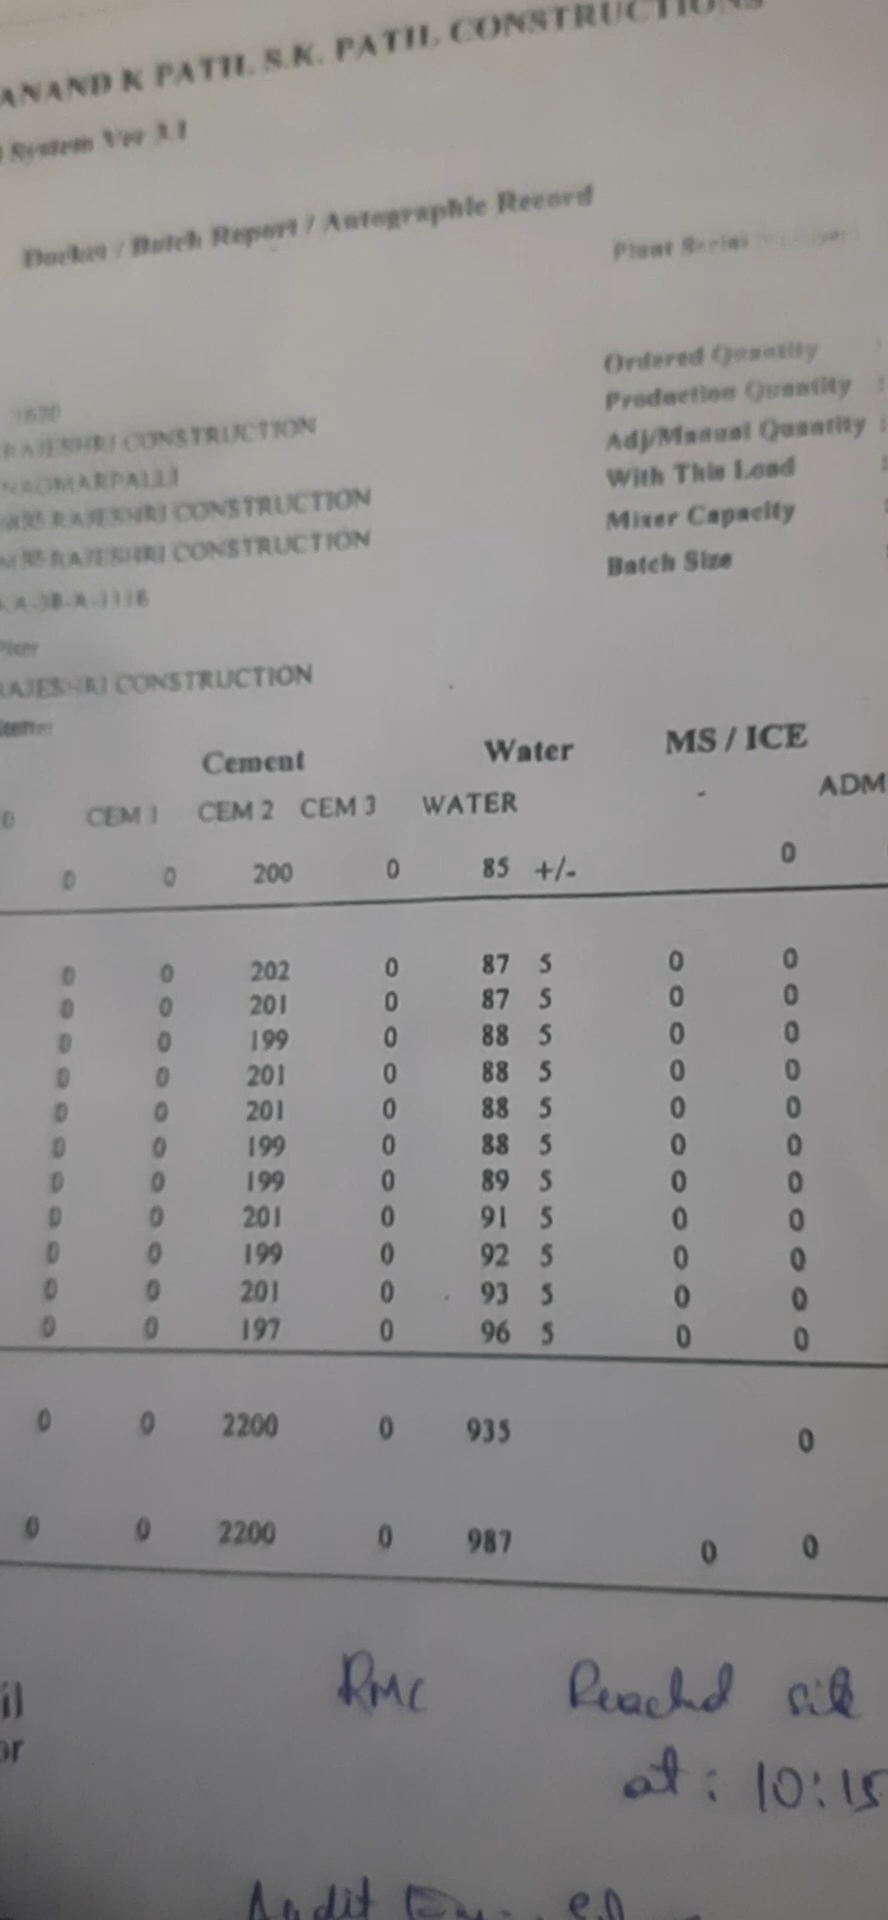 ANAND K PATIL S.K. PATIL CONSTRUCTIONS
System Ver 3.1
Docket / Batch Report / Autographic Record
Plant Serial
Ordered Quantity
Production Quantity :
Adj/Manual Quantity :
With This Load :
Mixer Capacity :
Batch Size :
RAJESHRI CONSTRUCTION
RAJESHRI CONSTRUCTION
RAJESHRI CONSTRUCTION
RAJESHRI CONSTRUCTION
Cement Water MS / ICE
0 CEM 1 CEM 2 CEM 3 WATER - ADM
0 0 200 0 85 +/- 0
0 0 202 0 87 5 0 0
0 0 201 0 87 5 0 0
0 0 199 0 88 5 0 0
0 0 201 0 88 5 0 0
0 0 201 0 88 5 0 0
0 0 199 0 88 5 0 0
0 0 199 0 89 5 0 0
0 0 201 0 91 5 0 0
0 0 199 0 92 5 0 0
0 0 201 0 93 5 0 0
0 0 197 0 96 5 0 0
0 0 2200 0 935 0
0 0 2200 0 987 0 0
il
or
RMC Reached site
at : 10:15
Audit